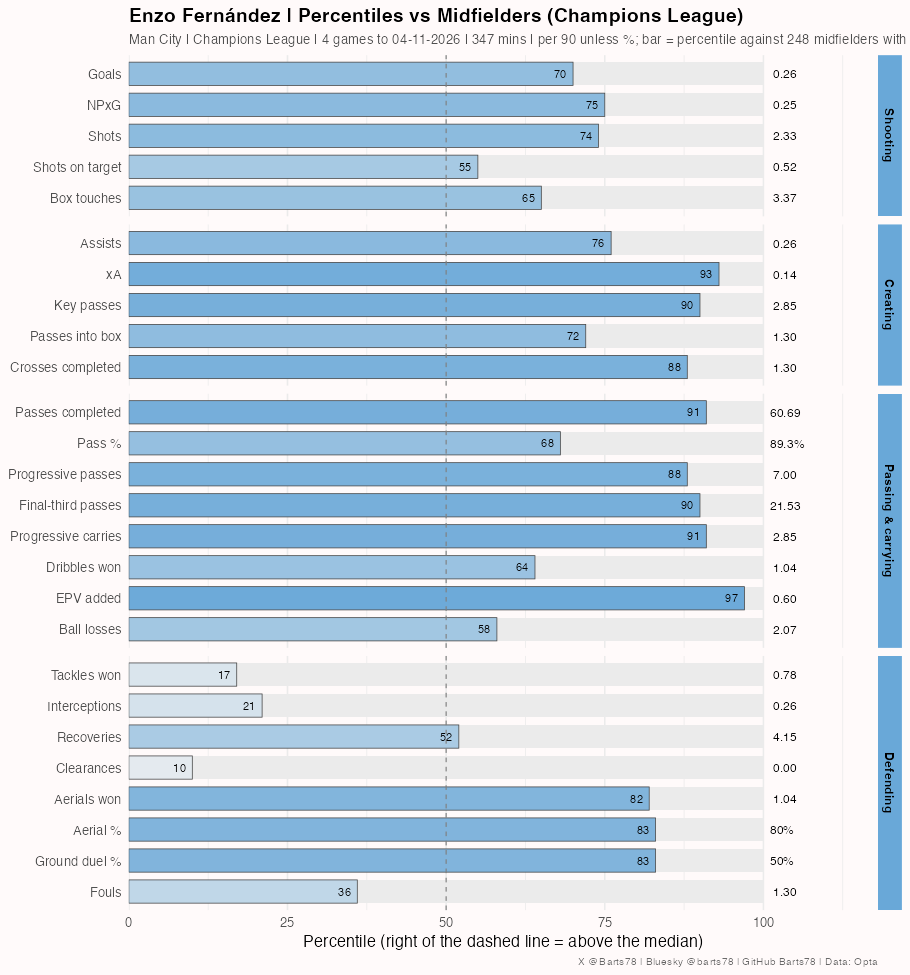 Enzo Fernández | Percentiles vs Midfielders (Champions League)
Man City | Champions League | 4 games to 04-11-2026 | 347 mins | per 90 unless %; bar = percentile against 248 midfielders with
Goals 70 0.26
NPxG 75 0.25
Shots 74 2.33
Shots on target 55 0.52
Box touches 65 3.37
Shooting
Assists 76 0.26
xA 93 0.14
Key passes 90 2.85
Passes into box 72 1.30
Crosses completed 88 1.30
Creating
Passes completed 91 60.69
Pass % 68 89.3%
Progressive passes 88 7.00
Final-third passes 90 21.53
Progressive carries 91 2.85
Dribbles won 64 1.04
EPV added 97 0.60
Ball losses 58 2.07
Passing & carrying
Tackles won 17 0.78
Interceptions 21 0.26
Recoveries 52 4.15
Clearances 10 0.00
Aerials won 82 1.04
Aerial % 83 80%
Ground duel % 83 50%
Fouls 36 1.30
Defending
0 25 50 75 100
Percentile (right of the dashed line = above the median)
X @Barts78 | Bluesky @barts78 | GitHub Barts78 | Data: Opta